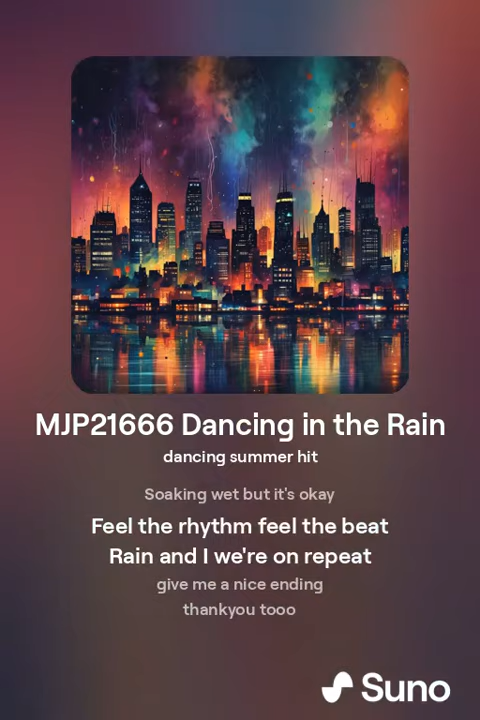 MJP21666 Dancing in the Rain
dancing summer hit
Soaking wet but it's okay
Feel the rhythm feel the beat
Rain and I we're on repeat
give me a nice ending
thankyou tooo
Suno